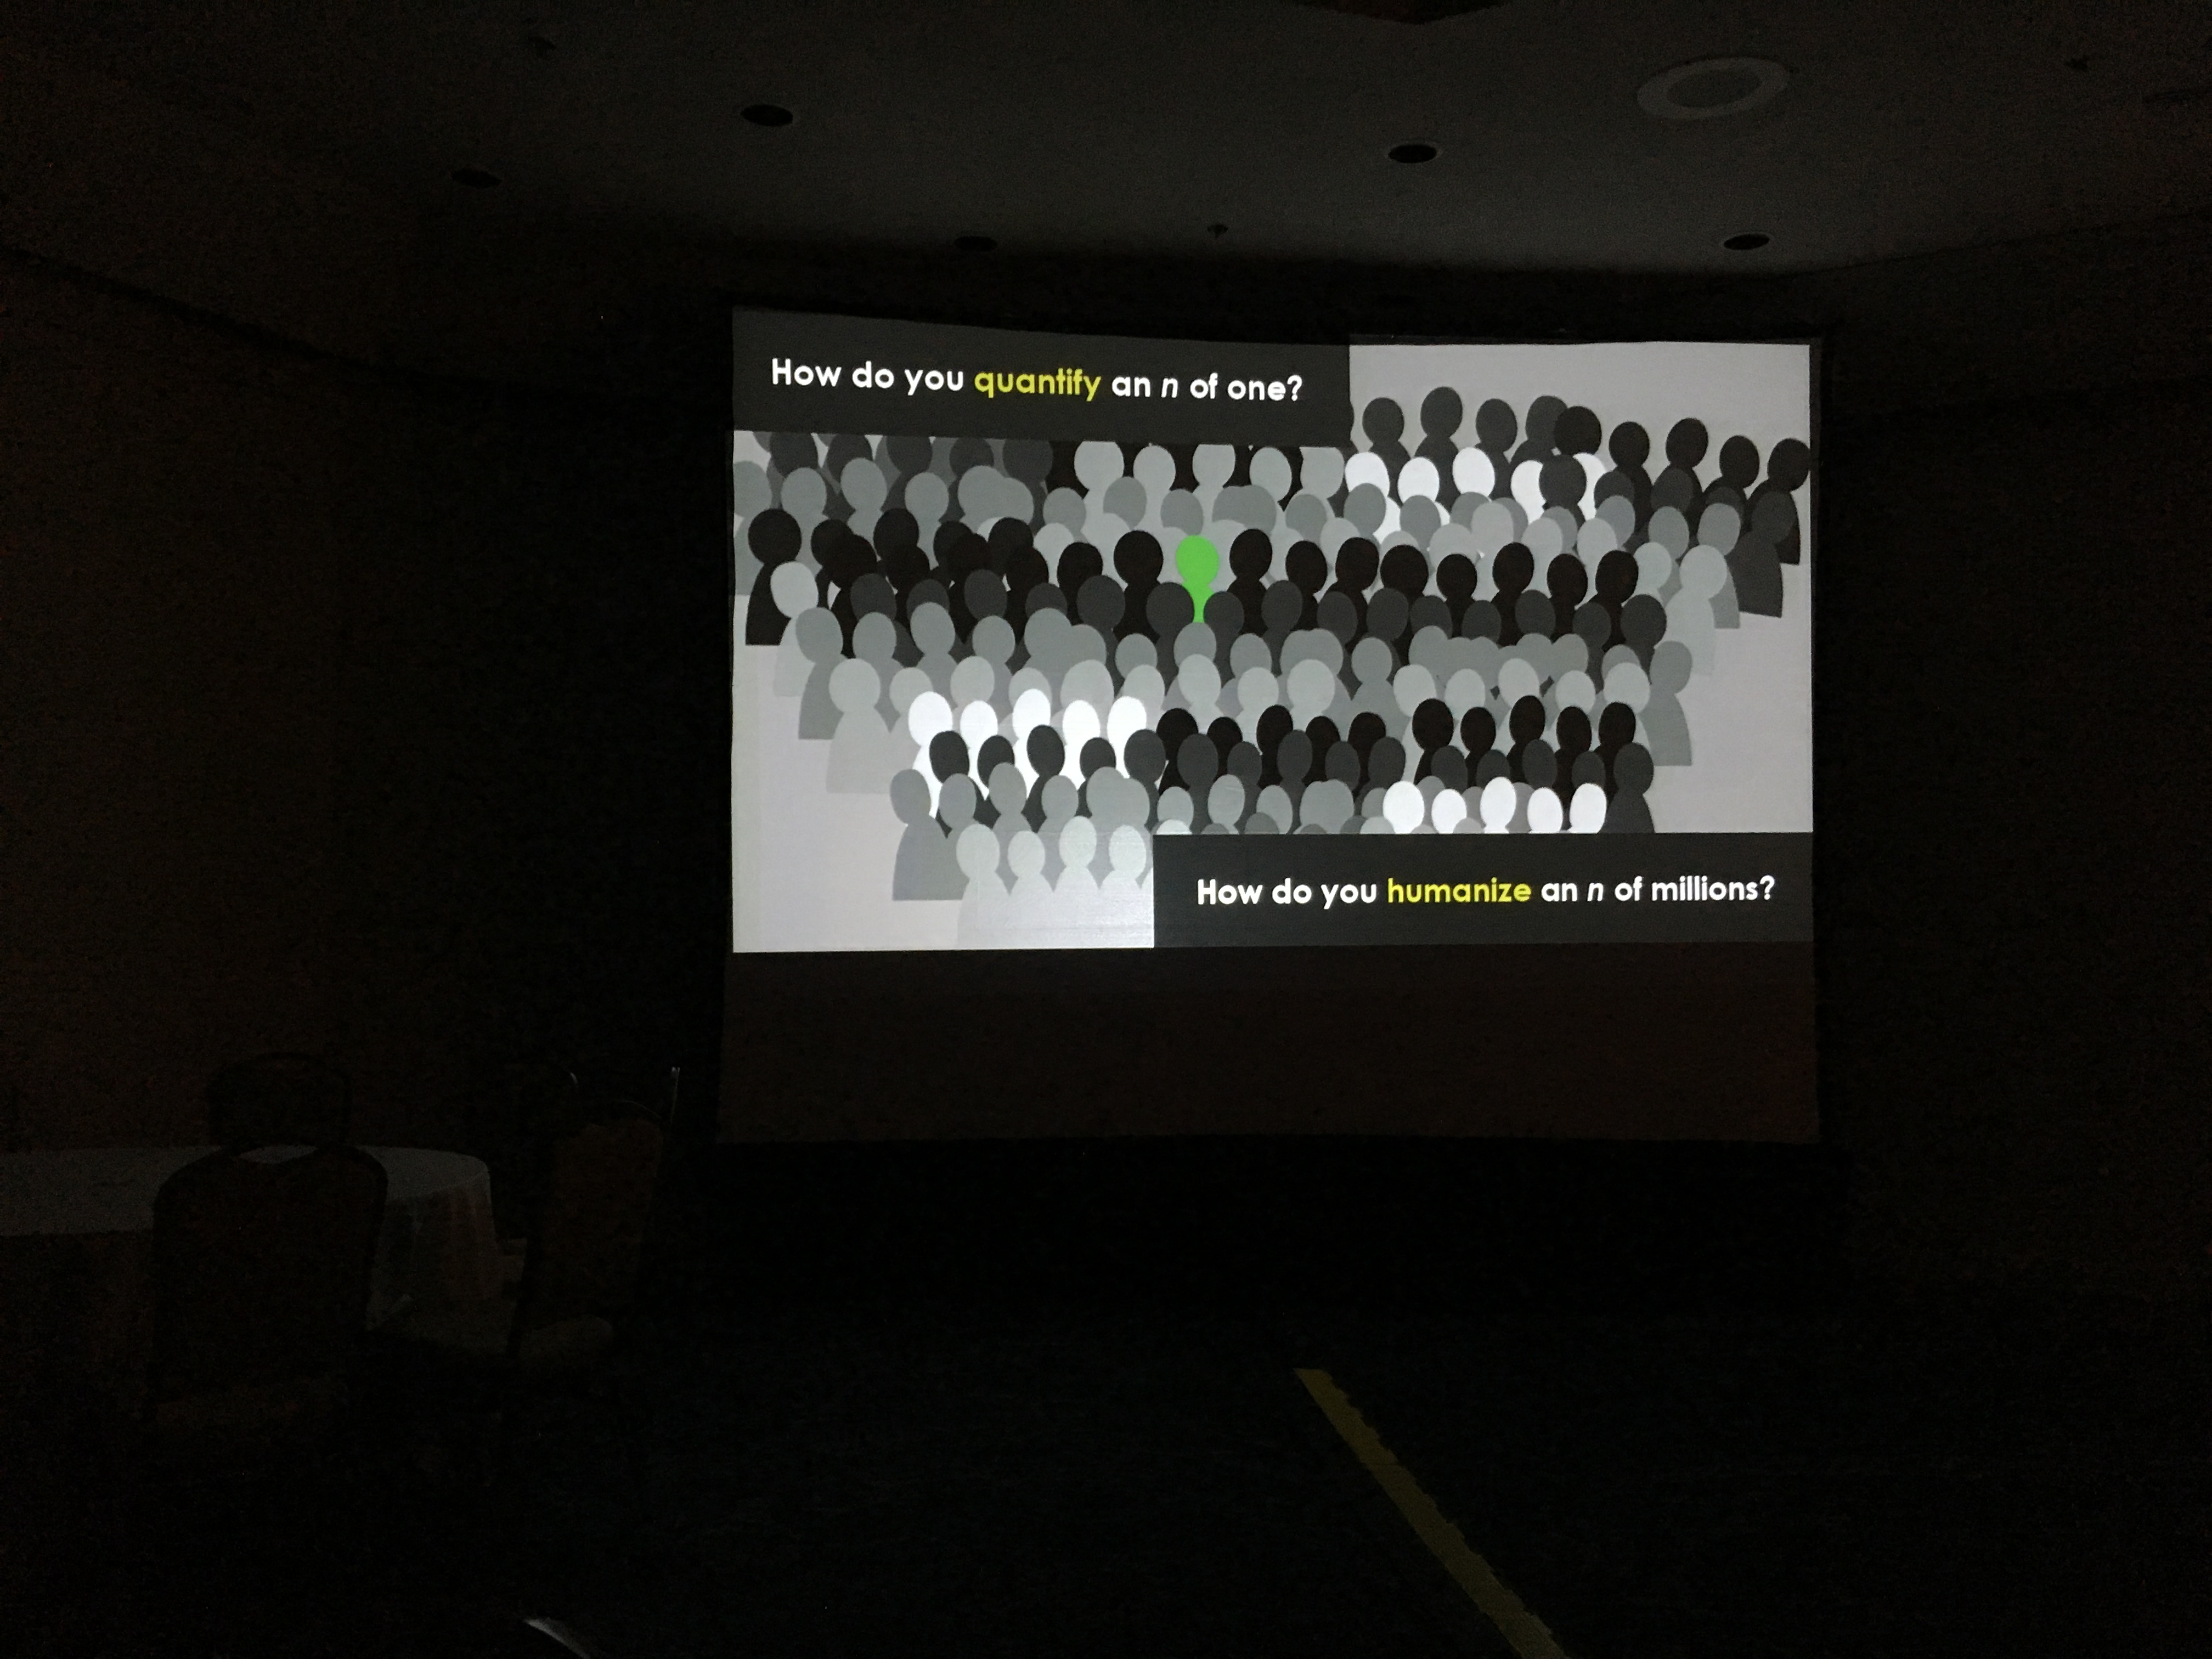 How do you quantify an n of one?
How do you humanize an n of millions?